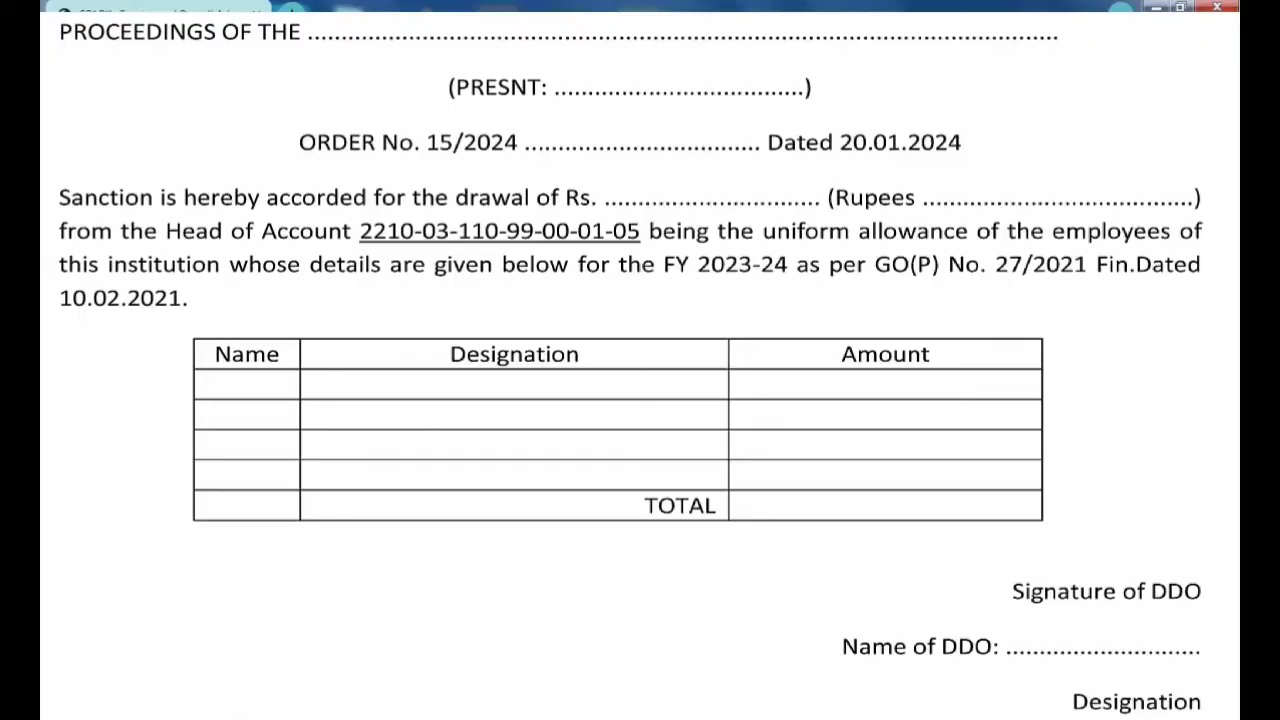 PROCEEDINGS OF THE ................................................................................................................
(PRESNT: .....................................)
ORDER No. 15/2024 ................................... Dated 20.01.2024
Sanction is hereby accorded for the drawal of Rs. ................................ (Rupees ........................................)
from the Head of Account 2210-03-110-99-00-01-05 being the uniform allowance of the employees of
this institution whose details are given below for the FY 2023-24 as per GO(P) No. 27/2021 Fin.Dated
10.02.2021.
Name Designation Amount
TOTAL
Signature of DDO
Name of DDO: .............................
Designation